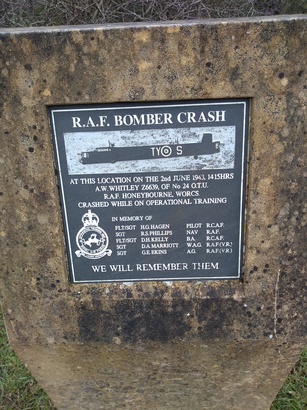 R.A.F. BOMBER CRASH
TY S
AT THIS LOCATION ON THE 2nd JUNE 1943, 1415HRS
A.W.WHITLEY Z6639, OF No 24 O.T.U.
R.A.F. HONEYBOURNE, WORCS
CRASHED WHILE ON OPERATIONAL TRAINING
IN MEMORY OF
FLT/SGT H.G.HAGEN PILOT R.C.A.F.
SGT R.S.PHILLIPS NAV R.A.F.
FLT/SGT D.H.KELLY B.A. R.C.A.F.
SGT D.A.MARRIOTT W.A.G. R.A.F(V.R.)
SGT G.F.EKINS A.G. R.A.F(V.R.)
WE WILL REMEMBER THEM